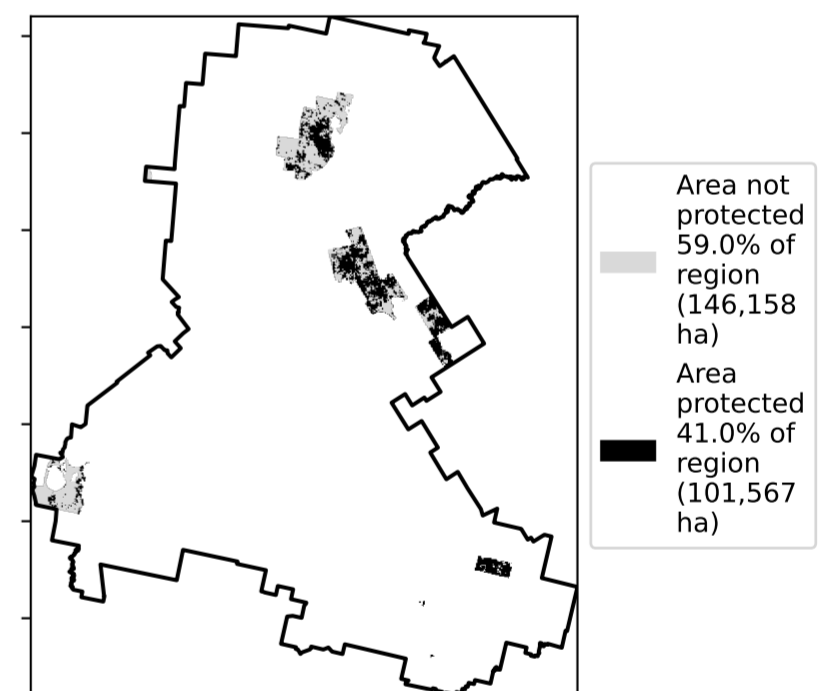 Area not
protected
59.0% of
region
(146,158
ha)
Area
protected
41.0% of
region
(101,567
ha)